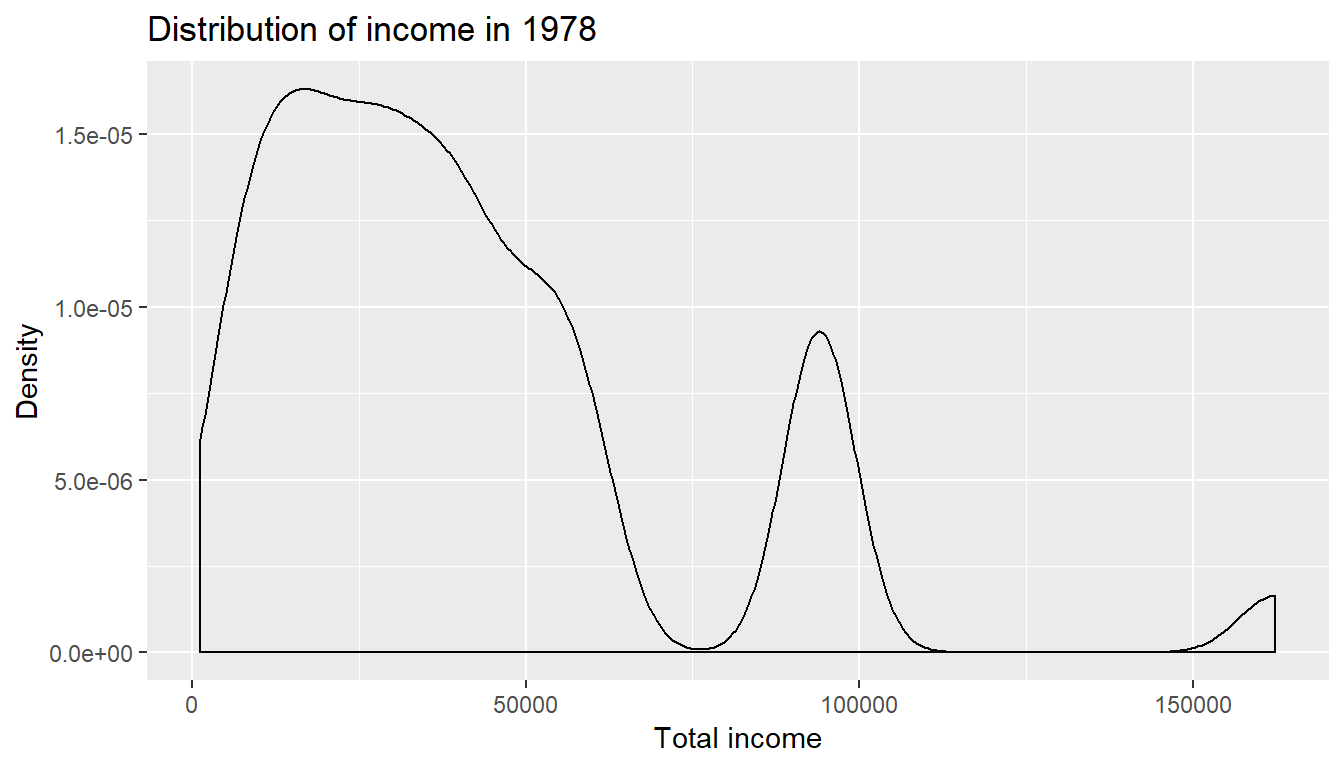 Distribution of income in 1978
Density
1.5e-05
1.0e-05
5.0e-06
0.0e+00
0 50000 100000 150000
Total income